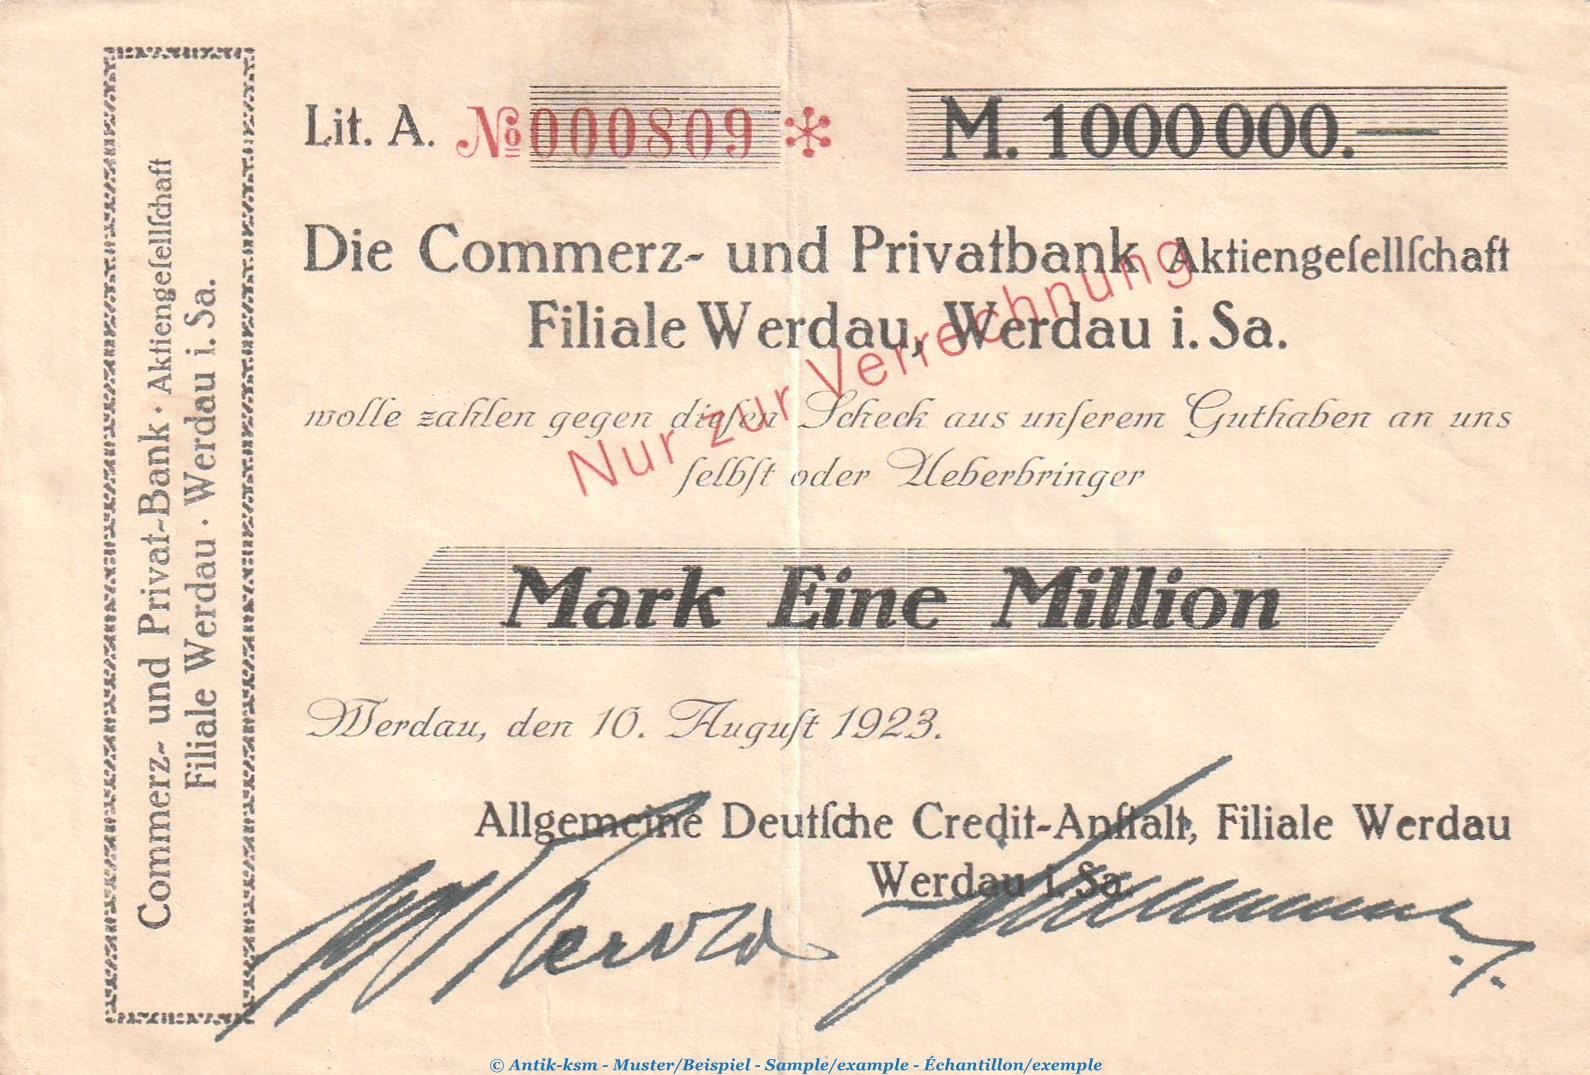 Commerz- und Privat-Bank · Aktiengeſellſchaft
Filiale Werdau · Werdau i. Sa.
Lit. A. № 000809 * M. 1000000.—
Die Commerz- und Privatbank Aktiengeſellſchaft
Filiale Werdau, Werdau i. Sa.
Nur zur Verrechnung
wolle zahlen gegen dieſen Scheck aus unſerem Guthaben an uns
ſelbſt oder Ueberbringer
Mark Eine Million
Werdau, den 10. Auguſt 1923.
Allgemeine Deutſche Credit-Anſtalt, Filiale Werdau
Werdau i. Sa.
© Antik-ksm - Muster/Beispiel - Sample/example - Échantillon/exemple